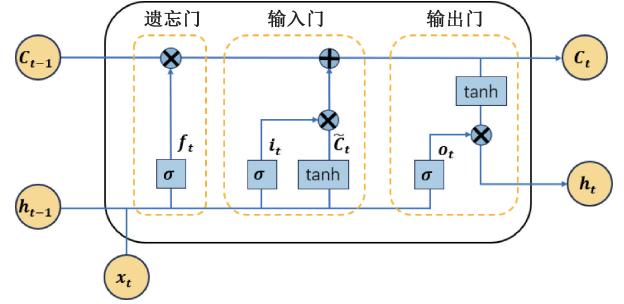 遗忘门 输入门 输出门
C_{t-1} C_t
tanh
f_t i_t \tilde{C}_t o_t
σ σ tanh σ
h_{t-1} h_t
x_t